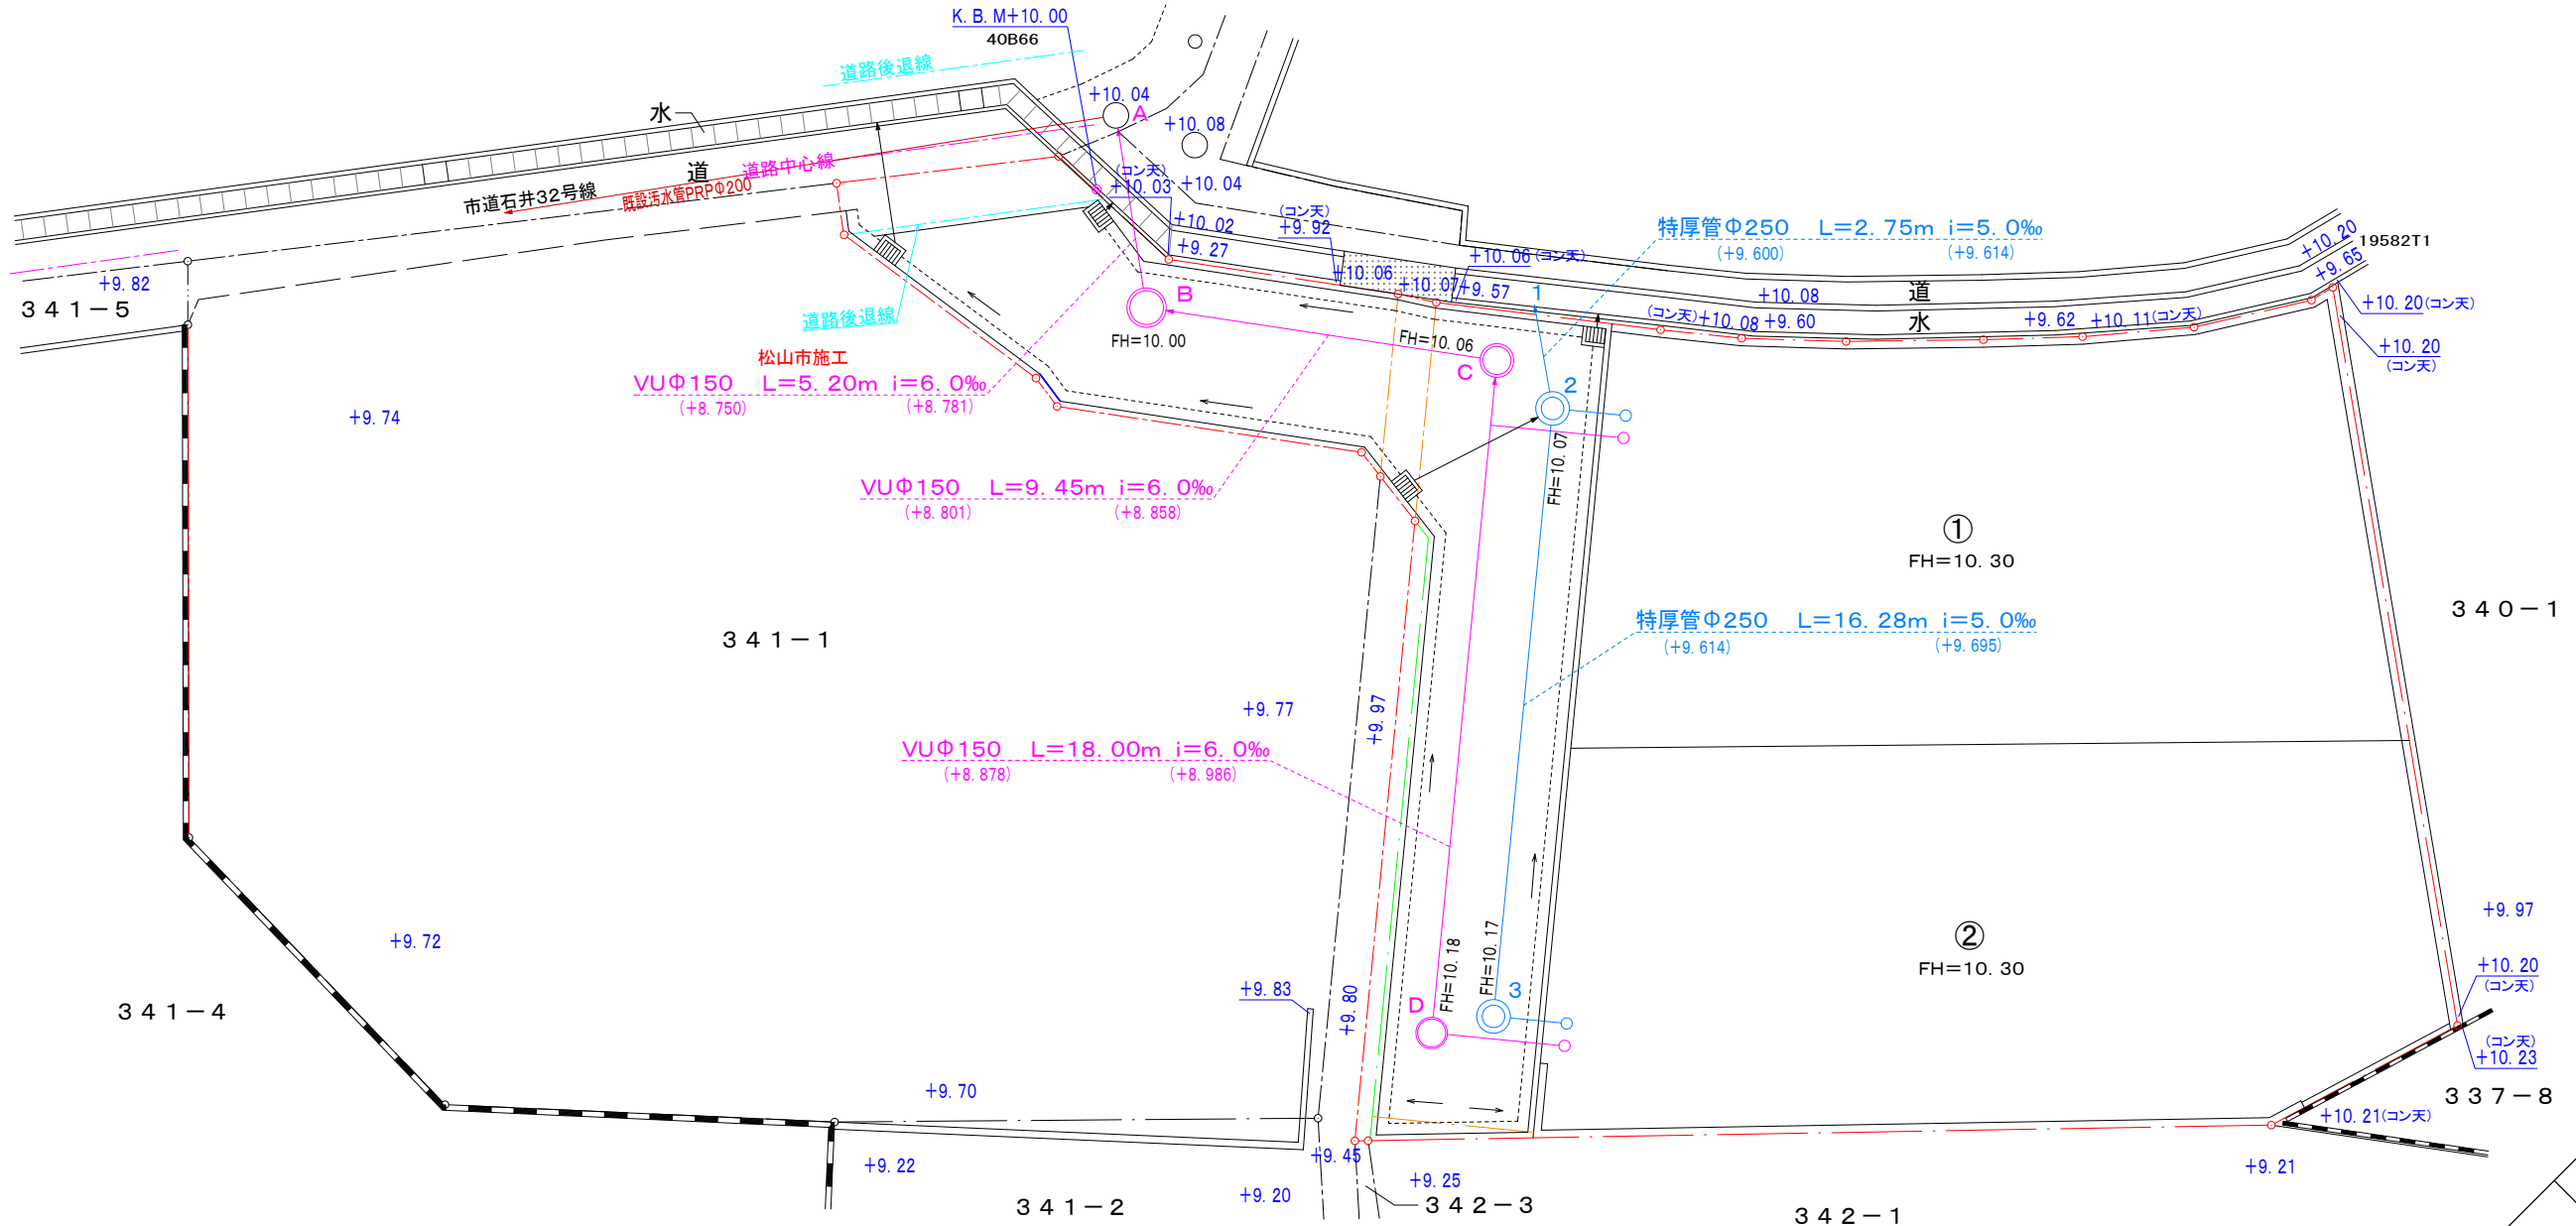 K.B.M+10.00
40B66
道路後退線
水
+10.04
A
+10.08
道
道路中心線
市道石井32号線
既設汚水管PRPΦ200
(コン天)
+10.03
+10.04
+10.02
+9.27
(コン天)
+9.92
特厚管Φ250 L=2.75m i=5.0‰
(+9.600) (+9.614)
+10.20
19582T1
+9.65
+10.06(コン天)
+10.06
+10.07
+9.57
+10.08
道
+10.20(コン天)
+9.82
341-5
B
FH=10.00
1
(コン天)
+10.08
+9.60
水
+9.62
+10.11(コン天)
+10.20
(コン天)
道路後退線
FH=10.06
C
2
松山市施工
VUΦ150 L=5.20m i=6.0‰
(+8.750) (+8.781)
+9.74
FH=10.07
VUΦ150 L=9.45m i=6.0‰
(+8.801) (+8.858)
①
FH=10.30
340-1
341-1
特厚管Φ250 L=16.28m i=5.0‰
(+9.614) (+9.695)
+9.77
+9.97
VUΦ150 L=18.00m i=6.0‰
(+8.878) (+8.986)
+9.97
+9.72
②
FH=10.30
+10.20
(コン天)
FH=10.18
FH=10.17
+9.83
+9.80
D
3
341-4
(コン天)
+10.23
+9.70
337-8
+10.21(コン天)
+9.45
+9.22
+9.25
+9.21
+9.20
341-2
342-3
342-1